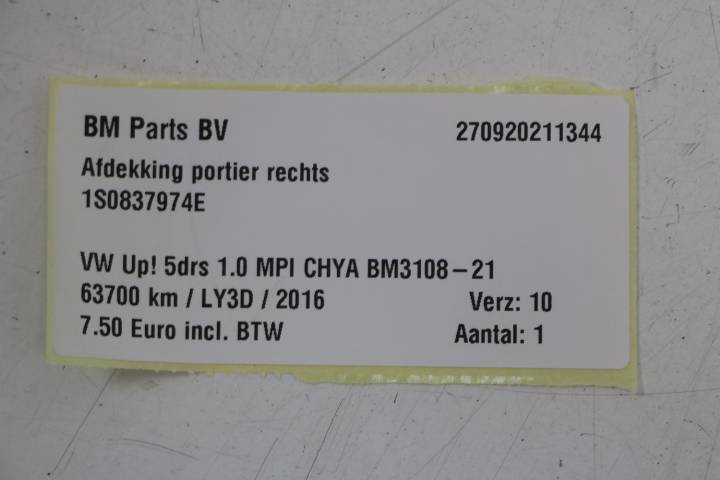 BM Parts BV 270920211344
Afdekking portier rechts
1S0837974E
VW Up! 5drs 1.0 MPI CHYA BM3108-21
63700 km / LY3D / 2016 Verz: 10
7.50 Euro incl. BTW Aantal: 1